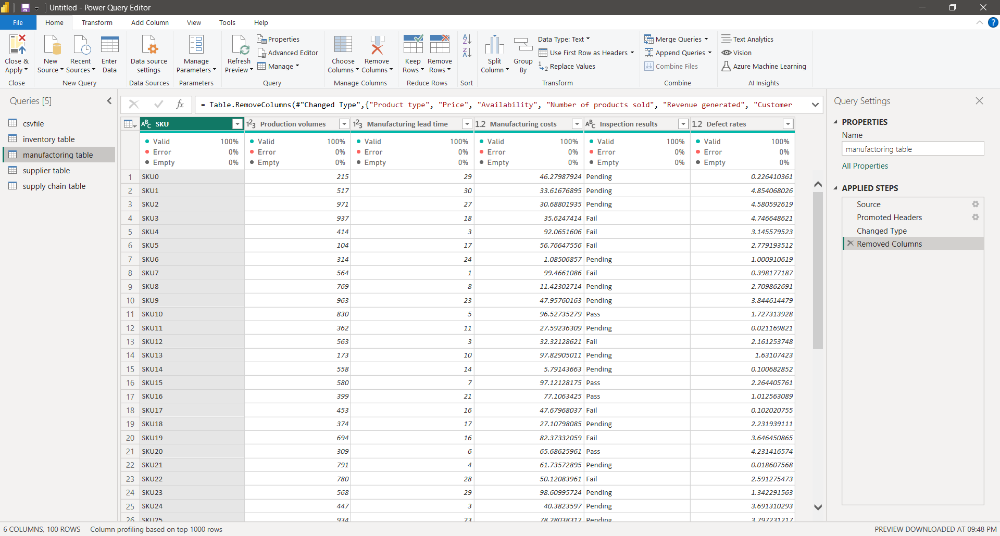 Untitled - Power Query Editor
File Home Transform Add Column View Tools Help
Close & Apply
Close
New Source
Recent Sources
Enter Data
New Query
Data source settings
Data Sources
Manage Parameters
Parameters
Refresh Preview
Properties
Advanced Editor
Manage
Query
Choose Columns
Remove Columns
Manage Columns
Keep Rows
Remove Rows
Reduce Rows
Sort
Split Column
Group By
Data Type: Text
Use First Row as Headers
Replace Values
Transform
Merge Queries
Append Queries
Combine Files
Combine
Text Analytics
Vision
Azure Machine Learning
AI Insights
Queries [5]
csvfile
inventory table
manufactoring table
supplier table
supply chain table
fx = Table.RemoveColumns(#"Changed Type",{"Product type", "Price", "Availability", "Number of products sold", "Revenue generated", "Customer
ABC SKU 123 Production volumes 123 Manufacturing lead time 1.2 Manufacturing costs ABC Inspection results 1.2 Defect rates
Valid 100% Valid 100% Valid 100% Valid 100% Valid 100% Valid 100%
Error 0% Error 0% Error 0% Error 0% Error 0% Error 0%
Empty 0% Empty 0% Empty 0% Empty 0% Empty 0% Empty 0%
1 SKU0 215 29 46.27987924 Pending 0.226410361
2 SKU1 517 30 33.61676895 Pending 4.854068026
3 SKU2 971 27 30.68801935 Pending 4.580592619
4 SKU3 937 18 35.6247414 Fail 4.746648621
5 SKU4 414 3 92.0651606 Fail 3.145579523
6 SKU5 104 17 56.76647556 Fail 2.779193512
7 SKU6 314 24 1.08506857 Pending 1.000910619
8 SKU7 564 1 99.4661086 Fail 0.398177187
9 SKU8 769 8 11.42302714 Pending 2.709862691
10 SKU9 963 23 47.95760163 Pending 3.844614479
11 SKU10 830 5 96.52735279 Pass 1.727313928
12 SKU11 362 11 27.59236309 Pending 0.021169821
13 SKU12 563 3 32.32128621 Fail 2.161253748
14 SKU13 173 10 97.82905011 Pending 1.63107423
15 SKU14 558 14 5.79143663 Pending 0.100682852
16 SKU15 580 7 97.12128175 Pass 2.264405761
17 SKU16 399 21 77.1063425 Pass 1.012563089
18 SKU17 453 16 47.67968037 Fail 0.102020755
19 SKU18 374 17 27.10798085 Pending 2.231939111
20 SKU19 694 16 82.37332059 Fail 3.646450865
21 SKU20 309 6 65.68625961 Pass 4.231416574
22 SKU21 791 4 61.73572895 Pending 0.018607568
23 SKU22 780 28 50.12083961 Fail 2.591275473
24 SKU23 568 29 98.60995724 Pending 1.342291563
25 SKU24 447 3 40.3823597 Pending 3.691310293
26 SKU25 934 23 78.28038312 Pending 3.797231217
Query Settings
PROPERTIES
Name
manufactoring table
All Properties
APPLIED STEPS
Source
Promoted Headers
Changed Type
Removed Columns
6 COLUMNS, 100 ROWS Column profiling based on top 1000 rows PREVIEW DOWNLOADED AT 09:48 PM